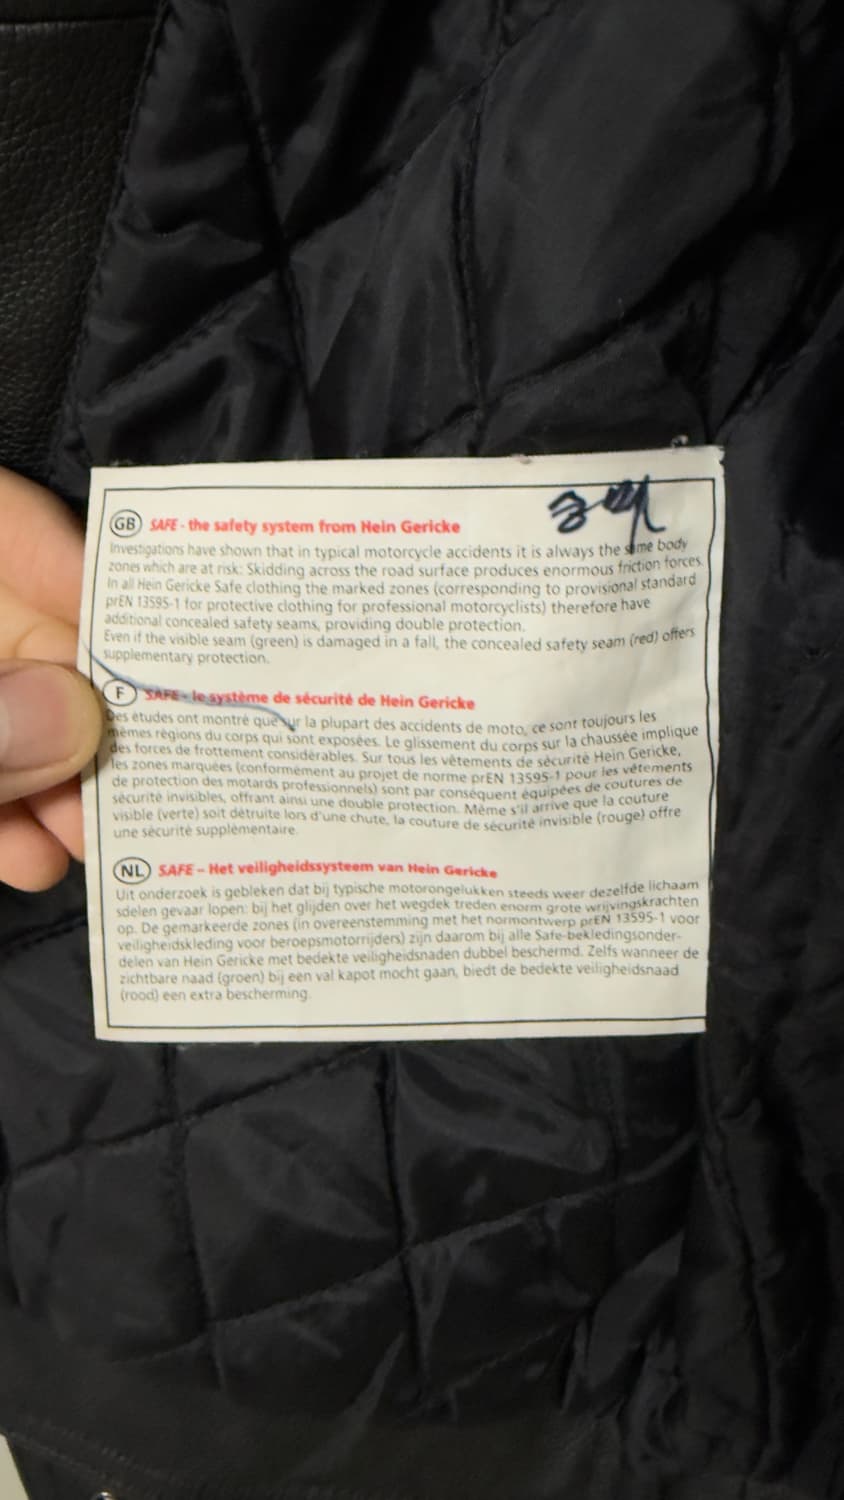 GB SAFE - the safety system from Hein Gericke
Investigations have shown that in typical motorcycle accidents it is always the same body
zones which are at risk: Skidding across the road surface produces enormous friction forces.
In all Hein Gericke Safe clothing the marked zones (corresponding to provisional standard
prEN 13595-1 for protective clothing for professional motorcyclists) therefore have
additional concealed safety seams, providing double protection.
Even if the visible seam (green) is damaged in a fall, the concealed safety seam (red) offers
supplementary protection.
F SAFE - le système de sécurité de Hein Gericke
Des études ont montré que sur la plupart des accidents de moto, ce sont toujours les
mêmes régions du corps qui sont exposées. Le glissement du corps sur la chaussée implique
des forces de frottement considérables. Sur tous les vêtements de sécurité Hein Gericke,
les zones marquées (conformément au projet de norme prEN 13595-1 pour les vêtements
de protection des motards professionnels) sont par conséquent équipées de coutures de
sécurité invisibles, offrant ainsi une double protection. Même s'il arrive que la couture
visible (verte) soit détruite lors d'une chute, la couture de sécurité invisible (rouge) offre
une sécurité supplémentaire.
NL SAFE – Het veiligheidssysteem van Hein Gericke
Uit onderzoek is gebleken dat bij typische motorongelukken steeds weer dezelfde lichaam
sdelen gevaar lopen: bij het glijden over het wegdek treden enorm grote wrijvingskrachten
op. De gemarkeerde zones (in overeenstemming met het normontwerp prEN 13595-1 voor
veiligheidskleding voor beroepsmotorrijders) zijn daarom bij alle Safe-bekledingsonder-
delen van Hein Gericke met bedekte veiligheidsnaden dubbel beschermd. Zelfs wanneer de
zichtbare naad (groen) bij een val kapot mocht gaan, biedt de bedekte veiligheidsnaad
(rood) een extra bescherming.